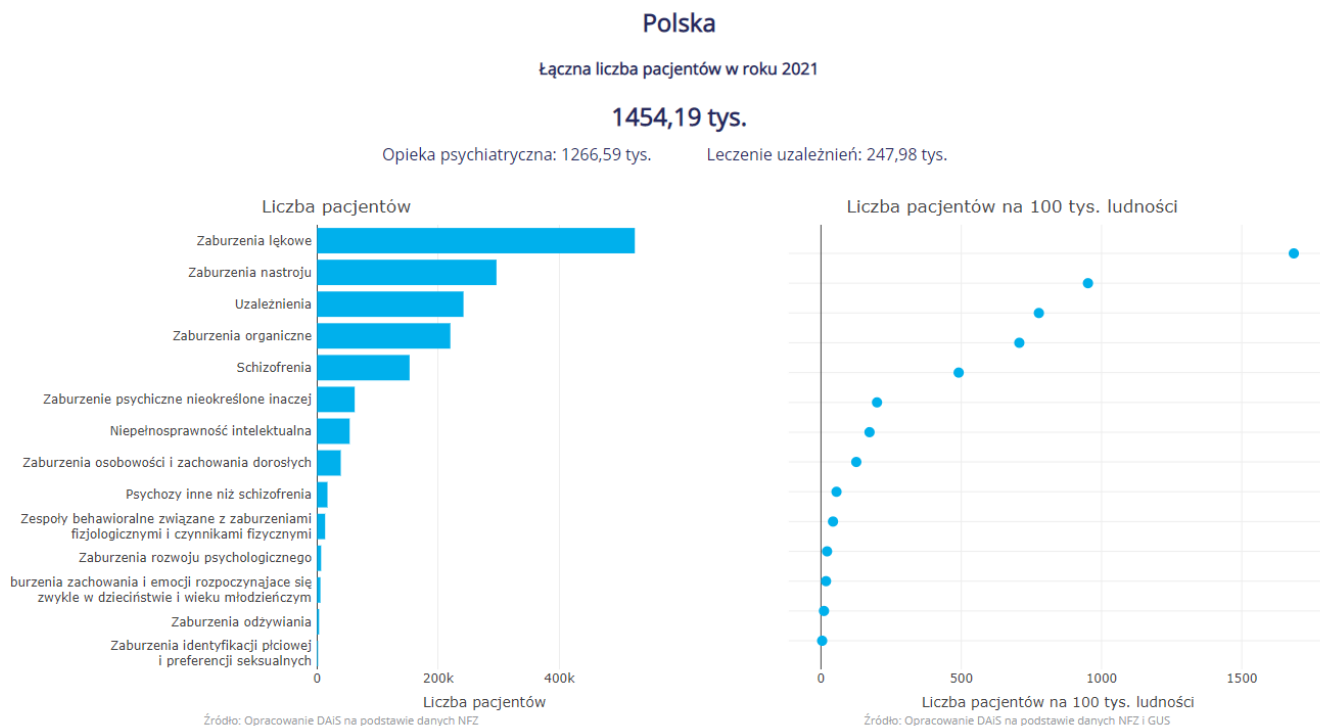 Polska
Łączna liczba pacjentów w roku 2021
1454,19 tys.
Opieka psychiatryczna: 1266,59 tys.
Leczenie uzależnień: 247,98 tys.
Liczba pacjentów
Zaburzenia lękowe
Zaburzenia nastroju
Uzależnienia
Zaburzenia organiczne
Schizofrenia
Zaburzenie psychiczne nieokreślone inaczej
Niepełnosprawność intelektualna
Zaburzenia osobowości i zachowania dorosłych
Psychozy inne niż schizofrenia
Zespoły behawioralne związane z zaburzeniami
fizjologicznymi i czynnikami fizycznymi
Zaburzenia rozwoju psychologicznego
burzenia zachowania i emocji rozpoczynające się
zwykle w dzieciństwie i wieku młodzieńczym
Zaburzenia odżywiania
Zaburzenia identyfikacji płciowej
i preferencji seksualnych
0 200k 400k
Liczba pacjentów
Źródło: Opracowanie DAiS na podstawie danych NFZ
Liczba pacjentów na 100 tys. ludności
0 500 1000 1500
Liczba pacjentów na 100 tys. ludności
Źródło: Opracowanie DAiS na podstawie danych NFZ i GUS